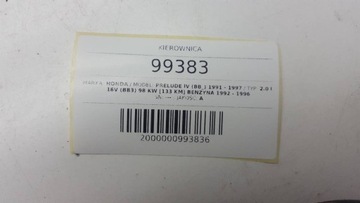 KIEROWNICA
99383
MARKA: HONDA; MODEL: PRELUDE IV (BB_) 1991 - 1997; TYP: 2.0 I
16V (BB3) 98 KW [133 KM] BENZYNA 1992 - 1996
A
2000000993836